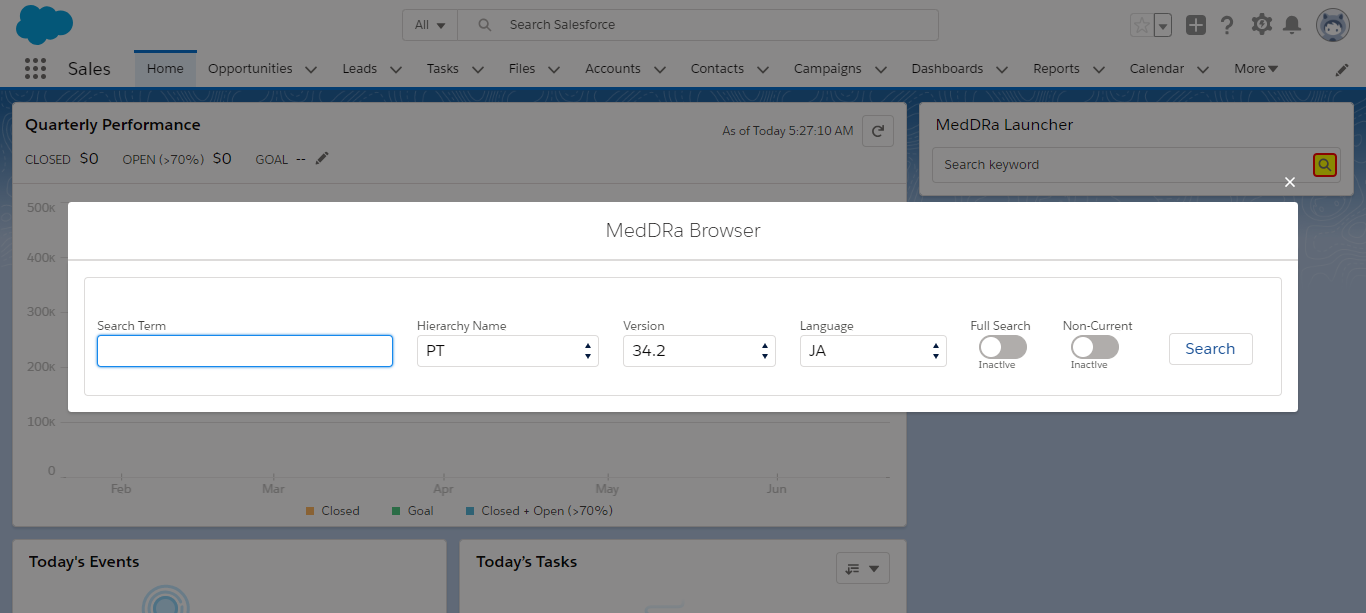 All
Search Salesforce
Sales
Home
Opportunities
Leads
Tasks
Files
Accounts
Contacts
Campaigns
Dashboards
Reports
Calendar
More
Quarterly Performance
As of Today 5:27:10 AM
CLOSED $0 OPEN (>70%) $0 GOAL --
MedDRa Launcher
Search keyword
500K
400K
300K
200K
100K
0
MedDRa Browser
Search Term
Hierarchy Name
PT
Version
34.2
Language
JA
Full Search
Inactive
Non-Current
Inactive
Search
Feb Mar Apr May Jun
Closed Goal Closed + Open (>70%)
Today's Events
Today's Tasks